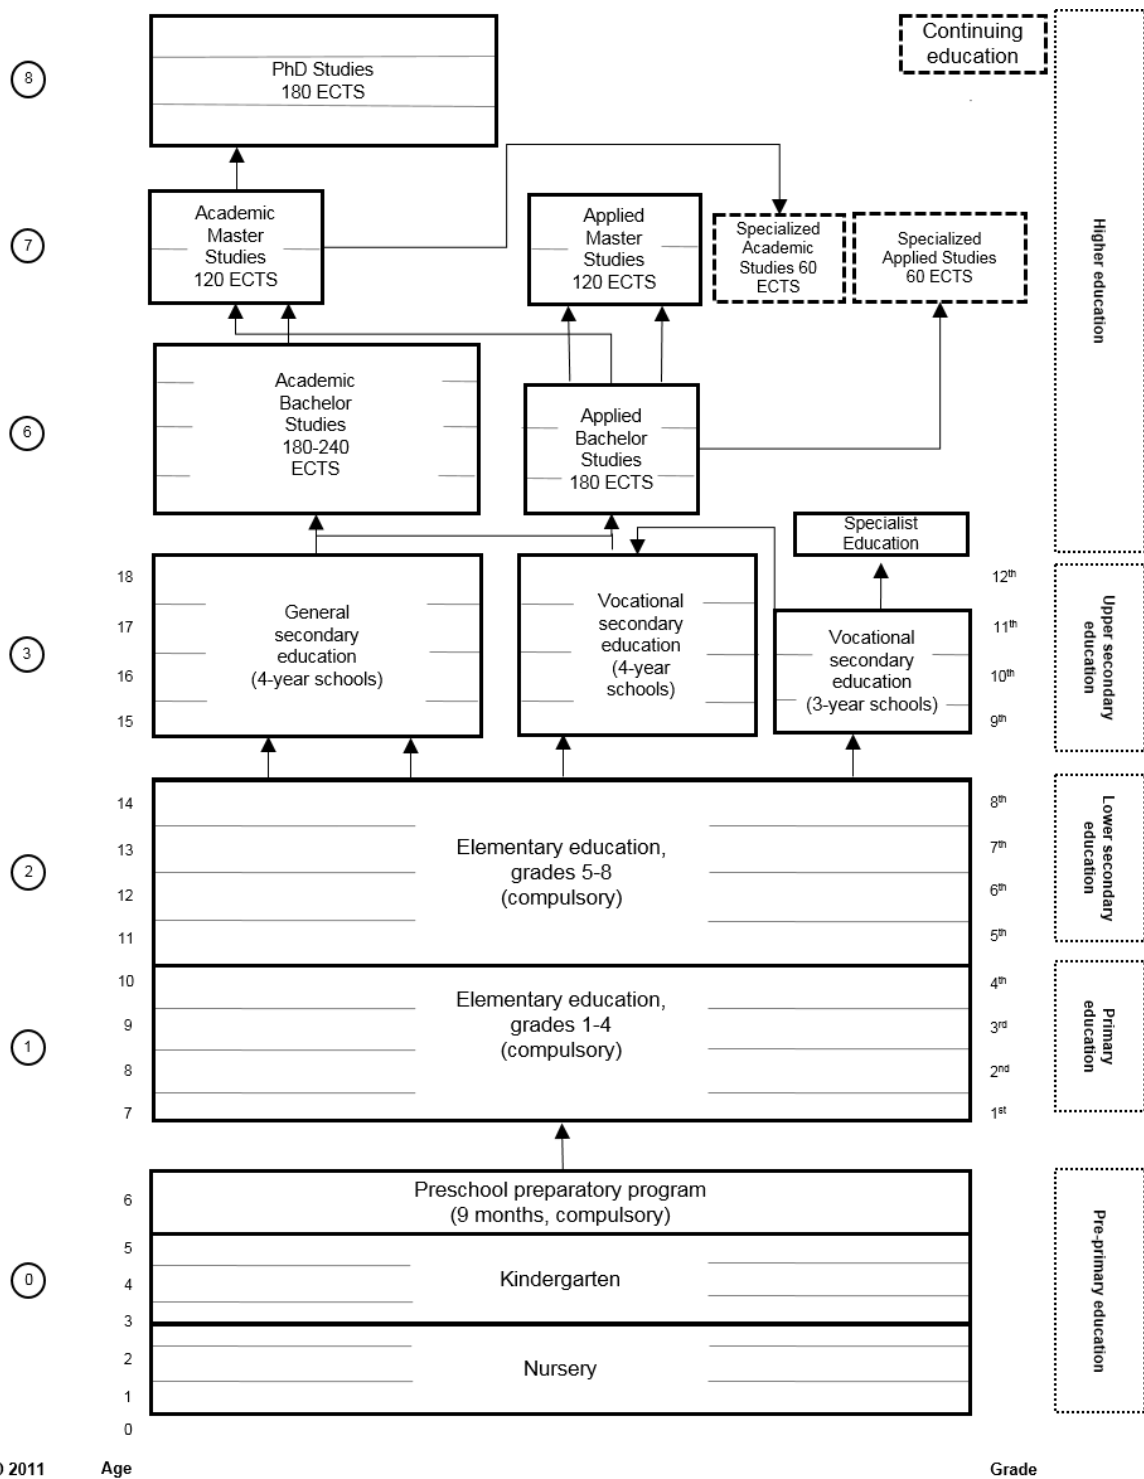 Continuing
education
8
PhD Studies
180 ECTS
7
Academic
Master
Studies
120 ECTS
Applied
Master
Studies
120 ECTS
Specialized
Academic
Studies 60
ECTS
Specialized
Applied Studies
60 ECTS
Higher education
6
Academic
Bachelor
Studies
180-240
ECTS
Applied
Bachelor
Studies
180 ECTS
Specialist
Education
3
18
17
16
15
General
secondary
education
(4-year schools)
Vocational
secondary
education
(4-year
schools)
Vocational
secondary
education
(3-year schools)
12th
11th
10th
9th
Upper secondary
education
2
14
13
12
11
Elementary education,
grades 5-8
(compulsory)
8th
7th
6th
5th
Lower secondary
education
1
10
9
8
7
Elementary education,
grades 1-4
(compulsory)
4th
3rd
2nd
1st
Primary
education
0
6
5
4
3
2
1
0
Preschool preparatory program
(9 months, compulsory)
Kindergarten
Nursery
Pre-primary education
2011
Age
Grade